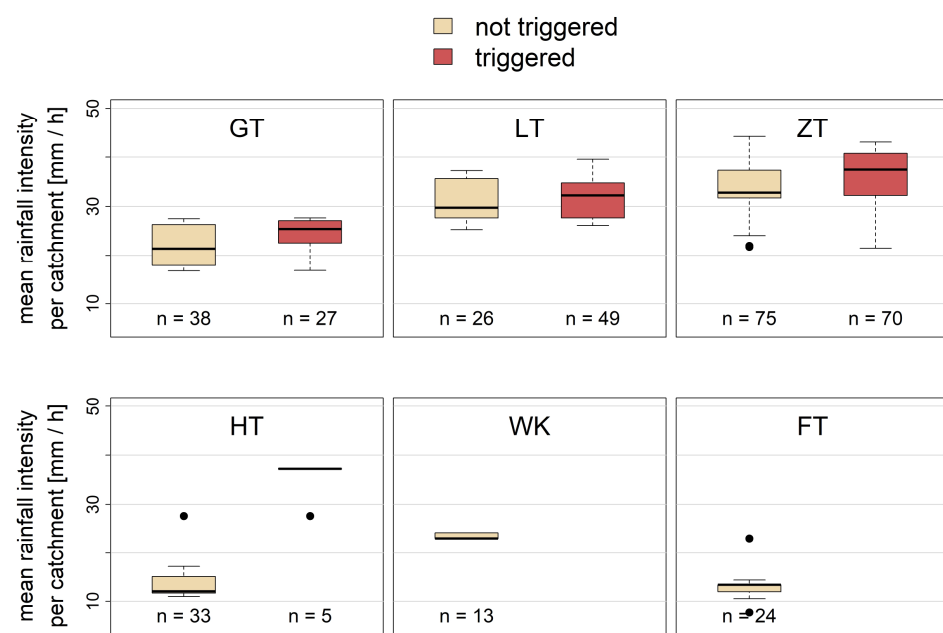 not triggered
triggered
mean rainfall intensity
per catchment [mm / h]
50
30
10
GT
n = 38
n = 27
LT
n = 26
n = 49
ZT
n = 75
n = 70
mean rainfall intensity
per catchment [mm / h]
50
30
10
HT
n = 33
n = 5
WK
n = 13
FT
n = 24